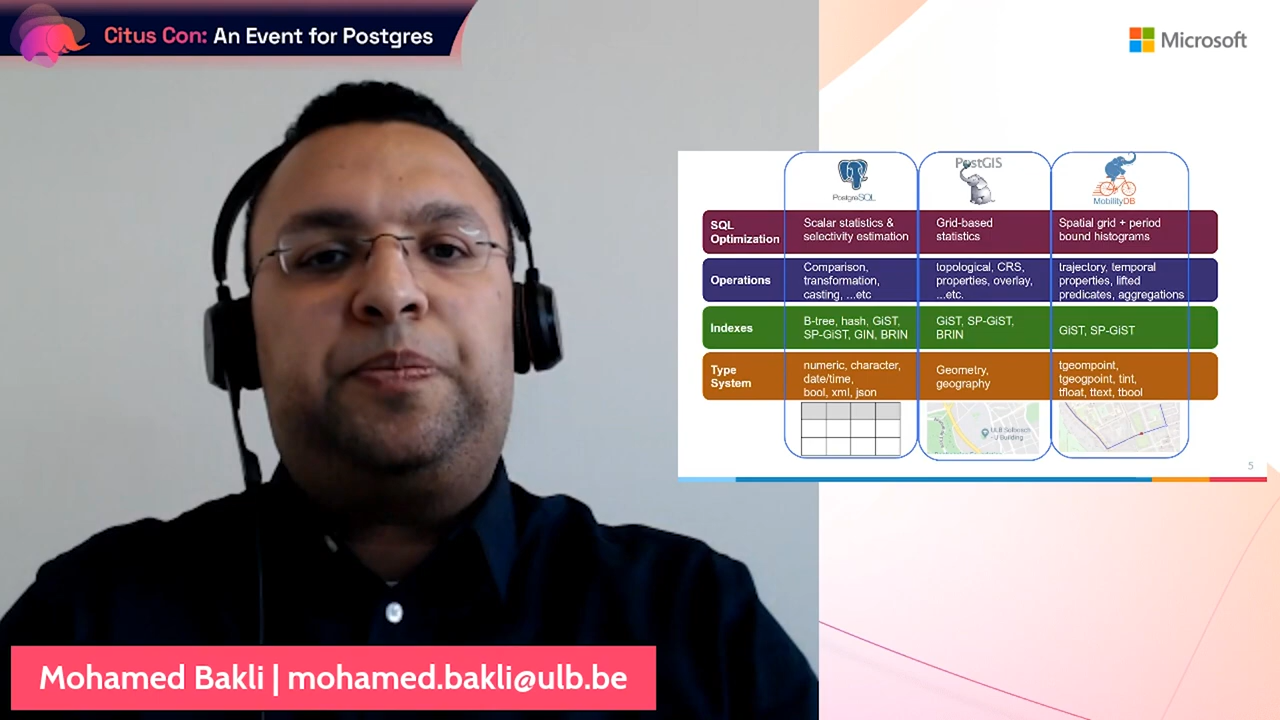 Citus Con: An Event for Postgres
Microsoft
PostgreSQL
PostGIS
MobilityDB
SQL
Optimization
Scalar statistics &
selectivity estimation
Grid-based
statistics
Spatial grid + period
bound histograms
Operations
Comparison,
transformation,
casting, ...etc
topological, CRS,
properties, overlay,
...etc.
trajectory, temporal
properties, lifted
predicates, aggregations
Indexes
B-tree, hash, GiST,
SP-GiST, GIN, BRIN
GiST, SP-GiST,
BRIN
GiST, SP-GiST
Type
System
numeric, character,
date/time,
bool, xml, json
Geometry,
geography
tgeompoint,
tgeogpoint, tint,
tfloat, ttext, tbool
ULB Solbosch
- U Building
5
Mohamed Bakli | mohamed.bakli@ulb.be